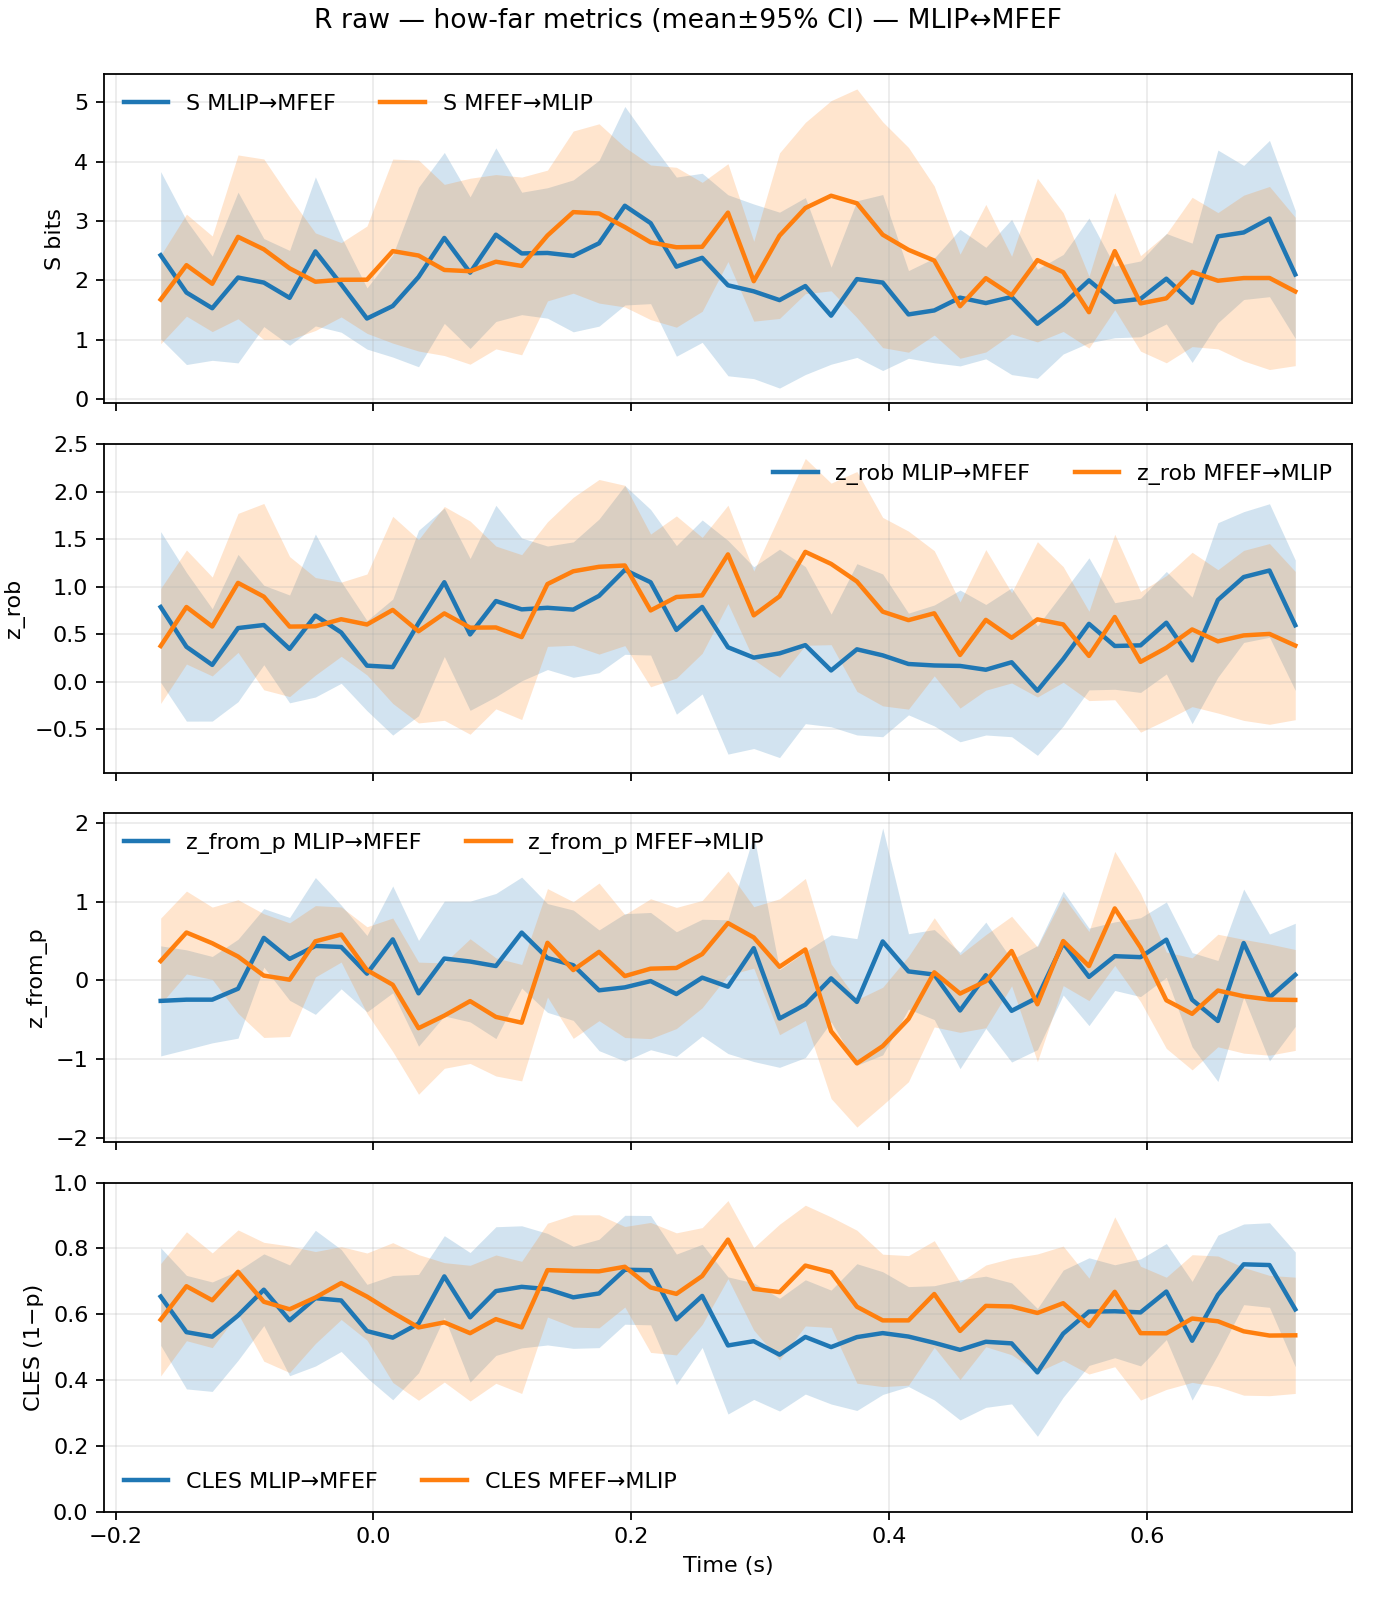 R raw — how-far metrics (mean±95% CI) — MLIP↔MFEF
S MLIP→MFEF S MFEF→MLIP
S bits
5
4
3
2
1
0
z_rob MLIP→MFEF z_rob MFEF→MLIP
z_rob
2.5
2.0
1.5
1.0
0.5
0.0
−0.5
z_from_p MLIP→MFEF z_from_p MFEF→MLIP
z_from_p
2
1
0
−1
−2
CLES (1−p)
1.0
0.8
0.6
0.4
0.2
0.0
CLES MLIP→MFEF CLES MFEF→MLIP
−0.2 0.0 0.2 0.4 0.6
Time (s)